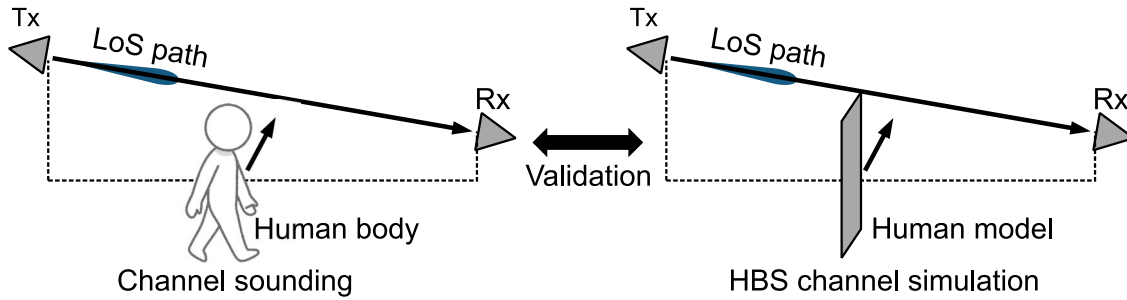 Tx
LoS path
Rx
Human body
Channel sounding
Validation
Tx
LoS path
Rx
Human model
HBS channel simulation